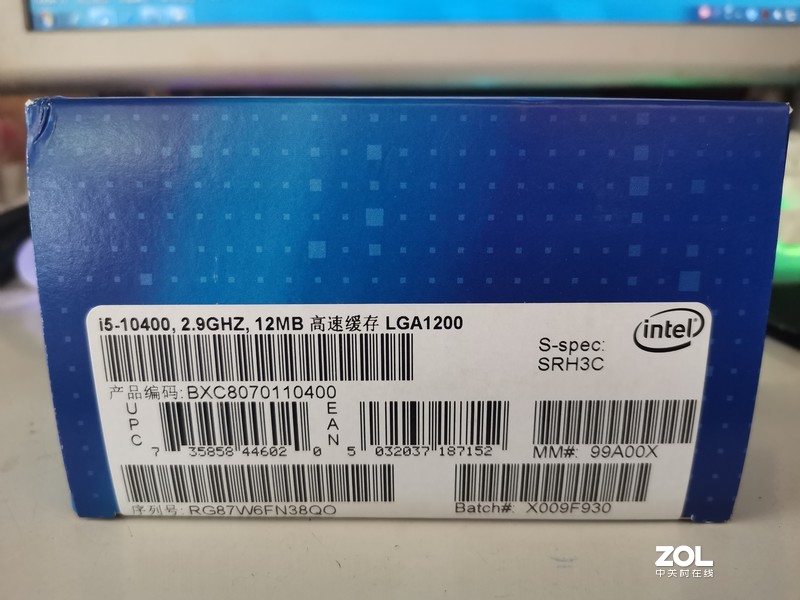 i5-10400, 2.9GHZ, 12MB 高速缓存 LGA1200
intel
S-spec:
SRH3C
产品编码:BXC8070110400
UPC
7 35858 44602 0
EAN
5 032037 187152
MM#: 99A00X
序列号: RG87W6FN38QO
Batch#: X009F930
ZOL
中关村在线